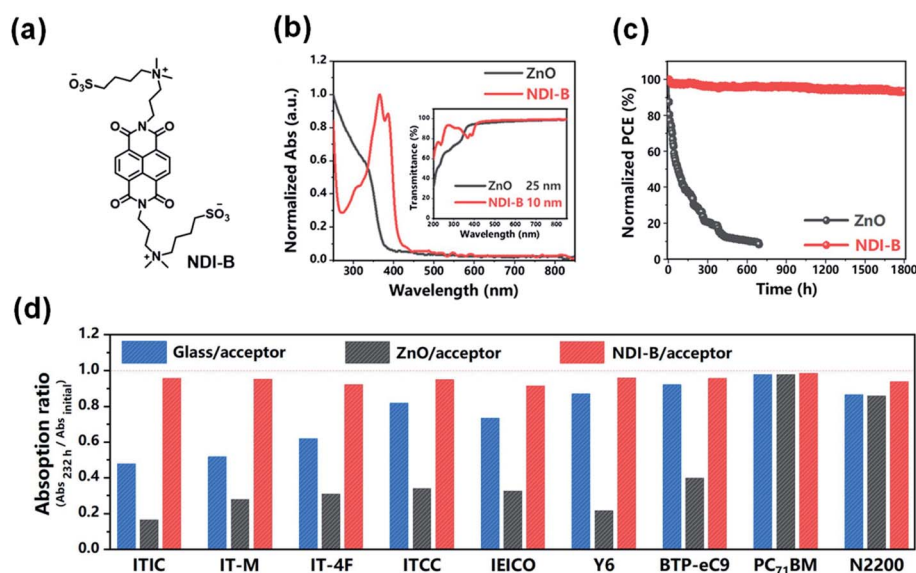 (a)
O₃S⁻
N⁺
O
N
O
O
N
O
SO₃⁻
N⁺
NDI-B
(b)
Normalized Abs (a.u.)
1.0
0.8
0.6
0.4
0.2
0.0
ZnO
NDI-B
Transmittance (%)
100
80
60
40
20
0
ZnO 25 nm
NDI-B 10 nm
200 300 400 500 600 700 800
Wavelength (nm)
300 400 500 600 700 800
Wavelength (nm)
(c)
Normalized PCE (%)
100
80
60
40
20
0
ZnO
NDI-B
0 300 600 900 1200 1500 1800
Time (h)
(d)
Absoption ratio
(Abs 232 h / Abs initial)
1.2
1.0
0.8
0.6
0.4
0.2
0.0
Glass/acceptor
ZnO/acceptor
NDI-B/acceptor
ITIC IT-M IT-4F ITCC IEICO Y6 BTP-eC9 PC₇₁BM N2200